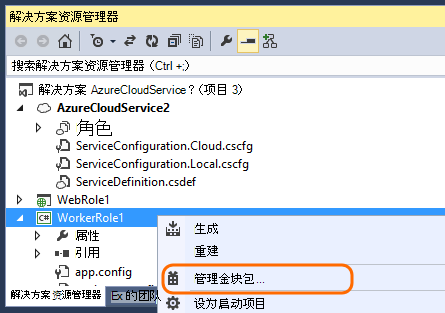 解决方案资源管理器
搜索解决方案资源管理器（Ctrl +;）
解决方案 AzureCloudService？(项目 3)
AzureCloudService2
角色
ServiceConfiguration.Cloud.cscfg
ServiceConfiguration.Local.cscfg
ServiceDefinition.csdef
WebRole1
C# WorkerRole1
属性
生成
引用
重建
app.config
管理金块包...
设为启动项目
解决方案资源管理器 Ex 的团队